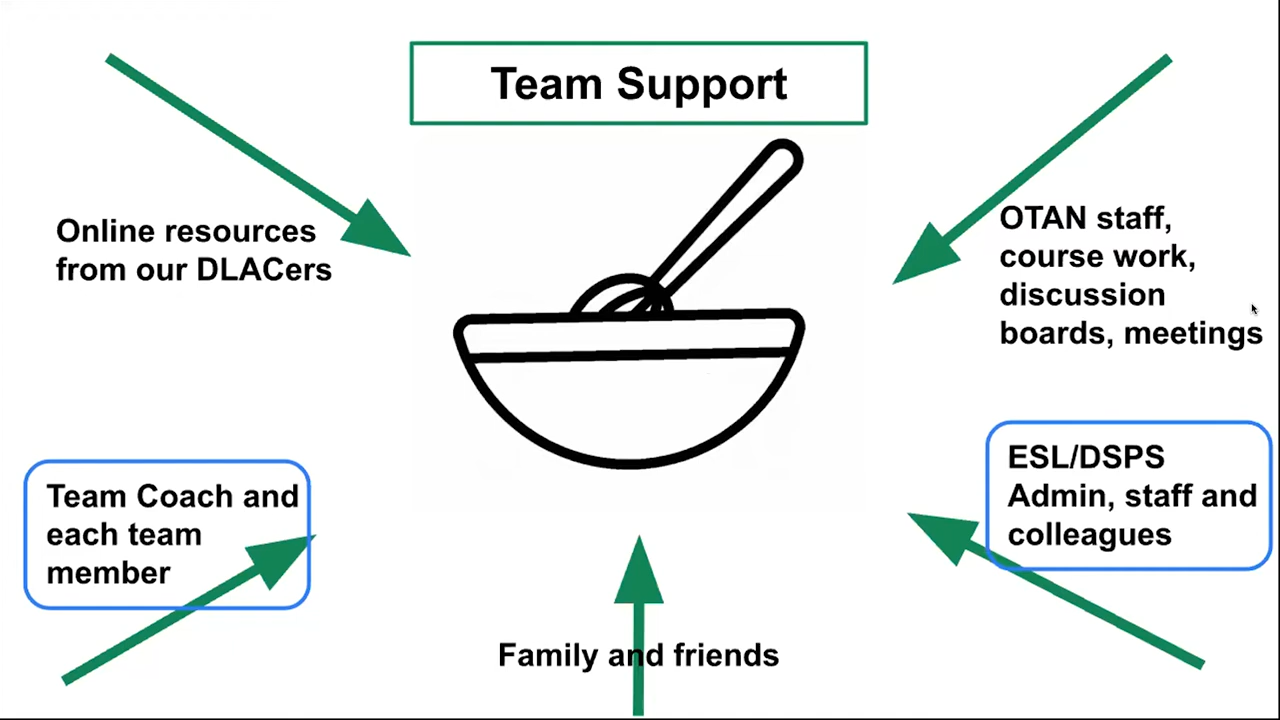 Team Support
Online resources
from our DLACers
OTAN staff,
course work,
discussion
boards, meetings
Team Coach and
each team
member
ESL/DSPS
Admin, staff and
colleagues
Family and friends